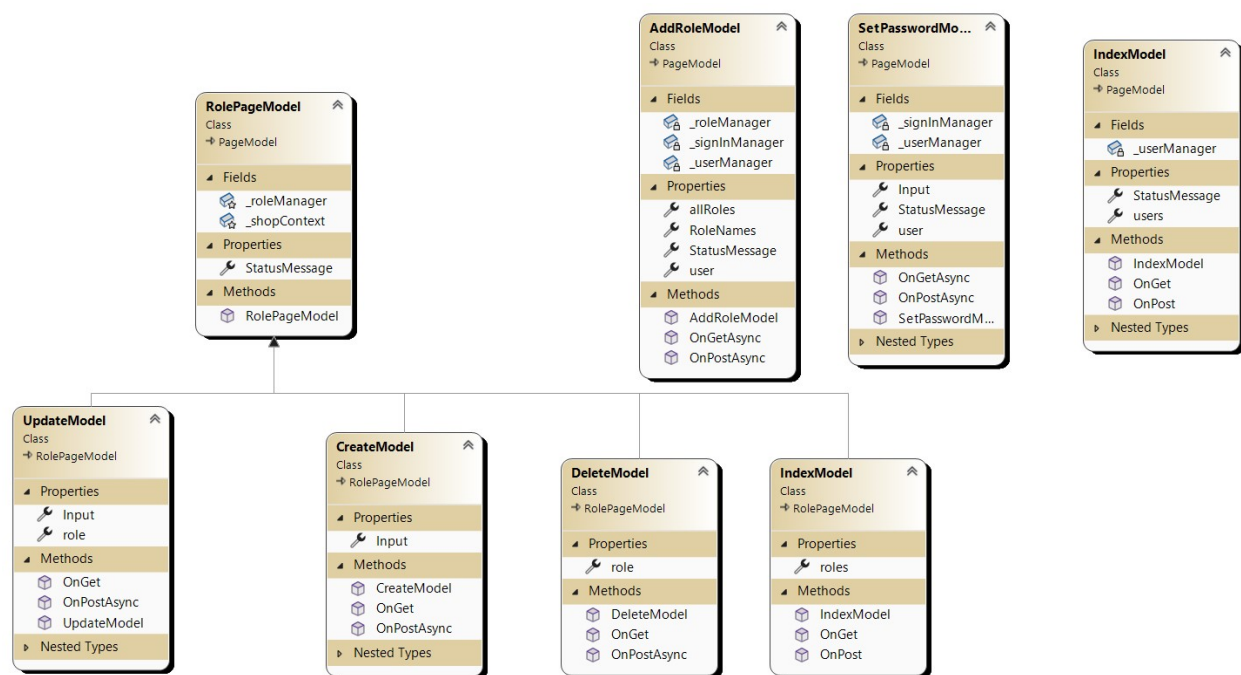 RolePageModel
Class
PageModel
Fields
_roleManager
_shopContext
Properties
StatusMessage
Methods
RolePageModel
AddRoleModel
Class
PageModel
Fields
_roleManager
_signInManager
_userManager
Properties
allRoles
RoleNames
StatusMessage
user
Methods
AddRoleModel
OnGetAsync
OnPostAsync
SetPasswordMo...
Class
PageModel
Fields
_signInManager
_userManager
Properties
Input
StatusMessage
user
Methods
OnGetAsync
OnPostAsync
SetPasswordM...
Nested Types
IndexModel
Class
PageModel
Fields
_userManager
Properties
StatusMessage
users
Methods
IndexModel
OnGet
OnPost
Nested Types
UpdateModel
Class
RolePageModel
Properties
Input
role
Methods
OnGet
OnPostAsync
UpdateModel
Nested Types
CreateModel
Class
RolePageModel
Properties
Input
Methods
CreateModel
OnGet
OnPostAsync
Nested Types
DeleteModel
Class
RolePageModel
Properties
role
Methods
DeleteModel
OnGet
OnPostAsync
IndexModel
Class
RolePageModel
Properties
roles
Methods
IndexModel
OnGet
OnPost